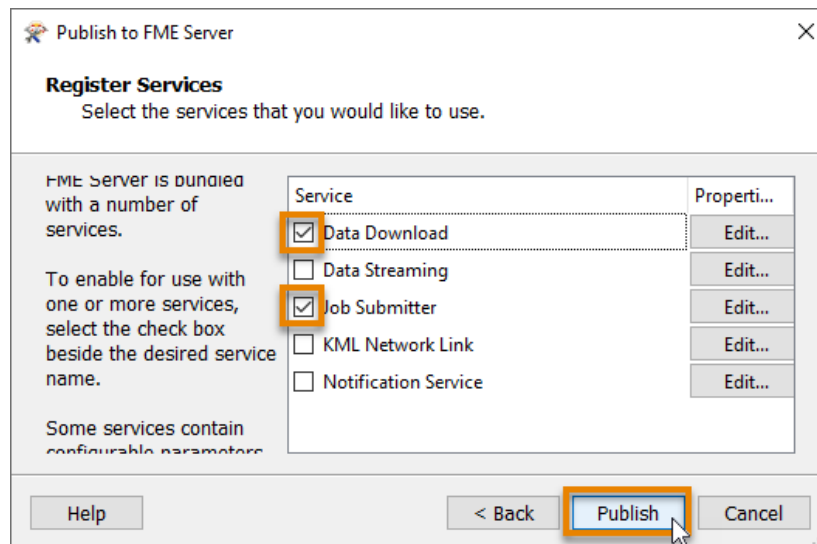 Publish to FME Server
Register Services
Select the services that you would like to use.
FME Server is bundled
with a number of
services.
To enable for use with
one or more services,
select the check box
beside the desired service
name.
Some services contain
configurable parameters
Service Properti...
Data Download Edit...
Data Streaming Edit...
Job Submitter Edit...
KML Network Link Edit...
Notification Service Edit...
Help < Back Publish Cancel